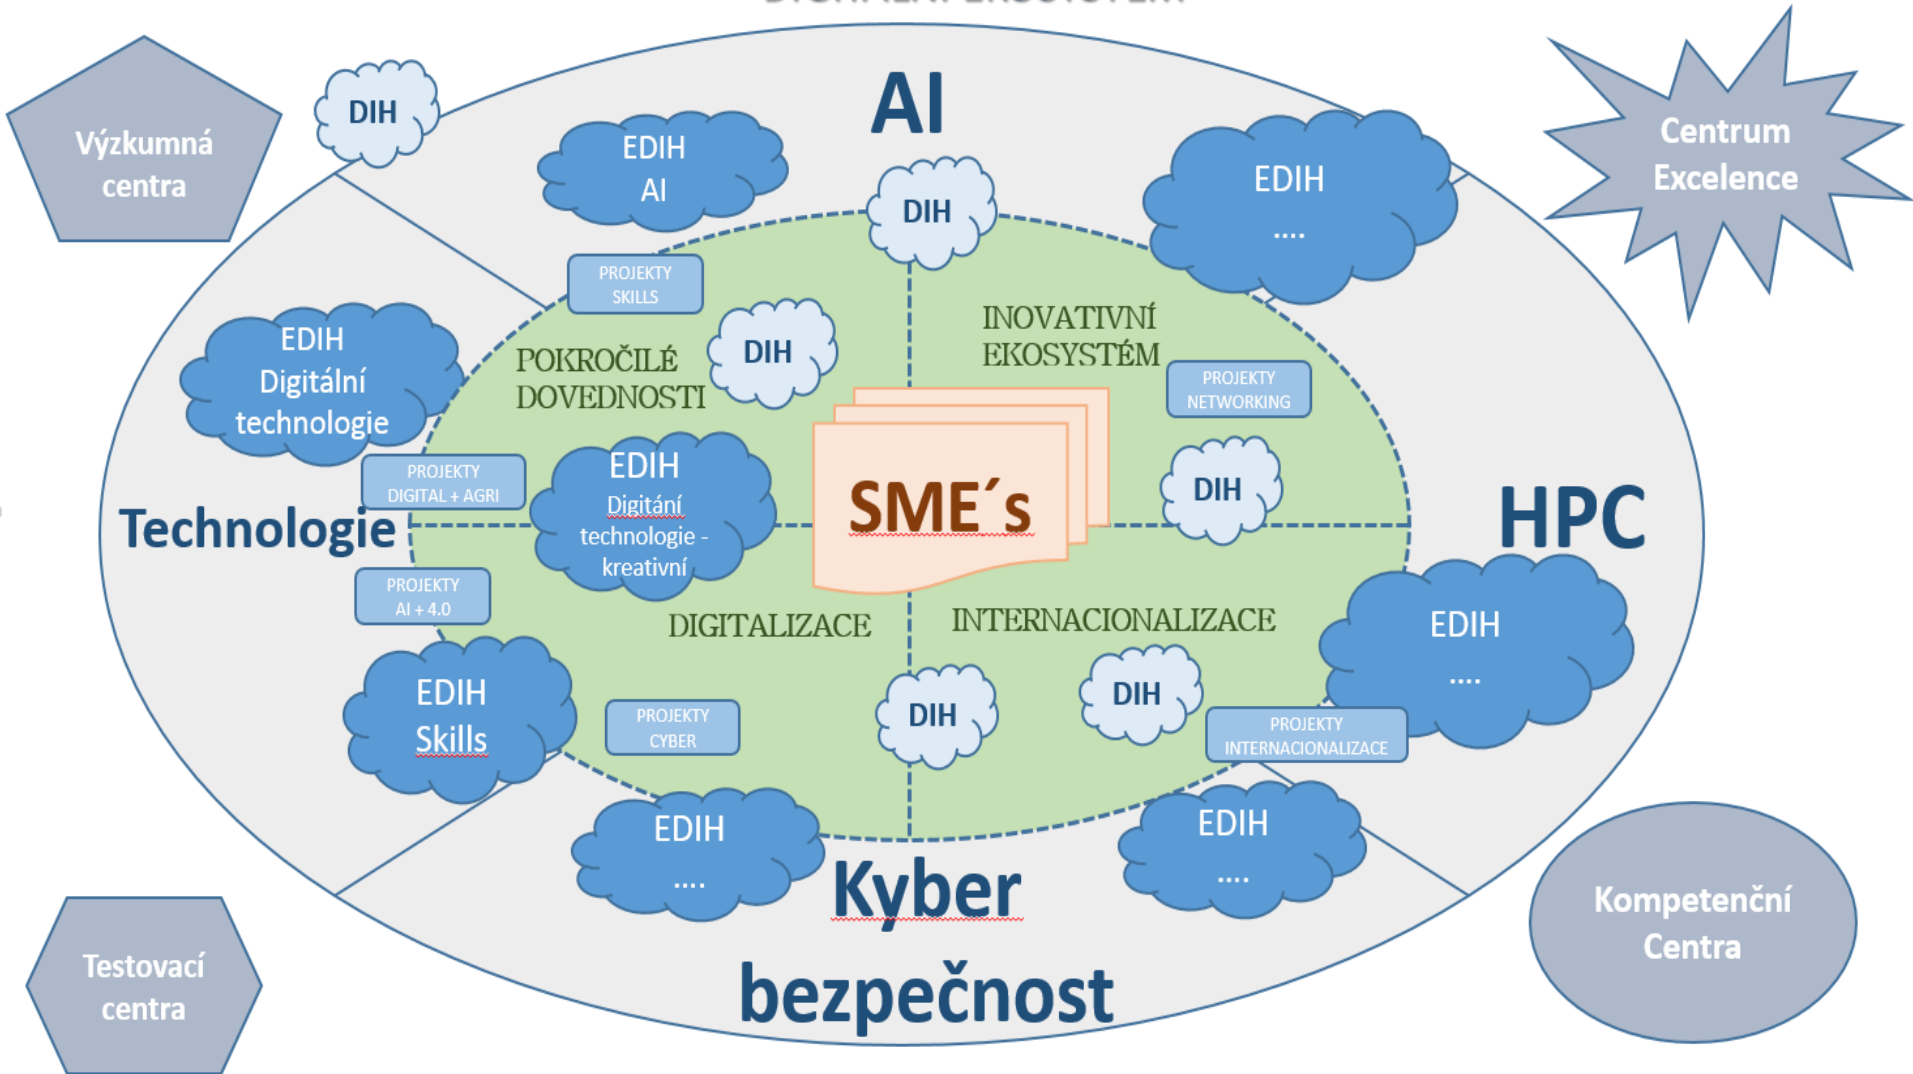 DIGITÁLNÍ EKOSYSTÉM
AI
Výzkumná
centra
DIH
EDIH
AI
DIH
EDIH
....
Centrum
Excelence
PROJEKTY
SKILLS
POKROČILÉ
DOVEDNOSTI
DIH
INOVATIVNÍ
EKOSYSTÉM
PROJEKTY
NETWORKING
EDIH
Digitální
technologie
PROJEKTY
DIGITAL + AGRI
EDIH
Digitání
technologie -
kreativní
SME´s
DIH
Technologie
HPC
PROJEKTY
AI + 4.0
DIGITALIZACE
INTERNACIONALIZACE
EDIH
....
EDIH
Skills
PROJEKTY
CYBER
DIH
DIH
PROJEKTY
INTERNACIONALIZACE
EDIH
....
EDIH
....
Kyber
bezpečnost
Testovací
centra
Kompetenční
Centra